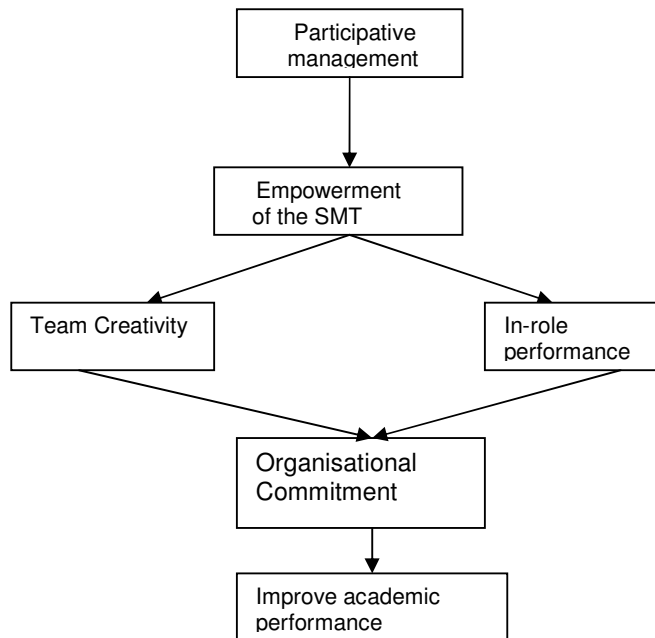 Participative
management
Empowerment
of the SMT
Team Creativity
In-role
performance
Organisational
Commitment
Improve academic
performance